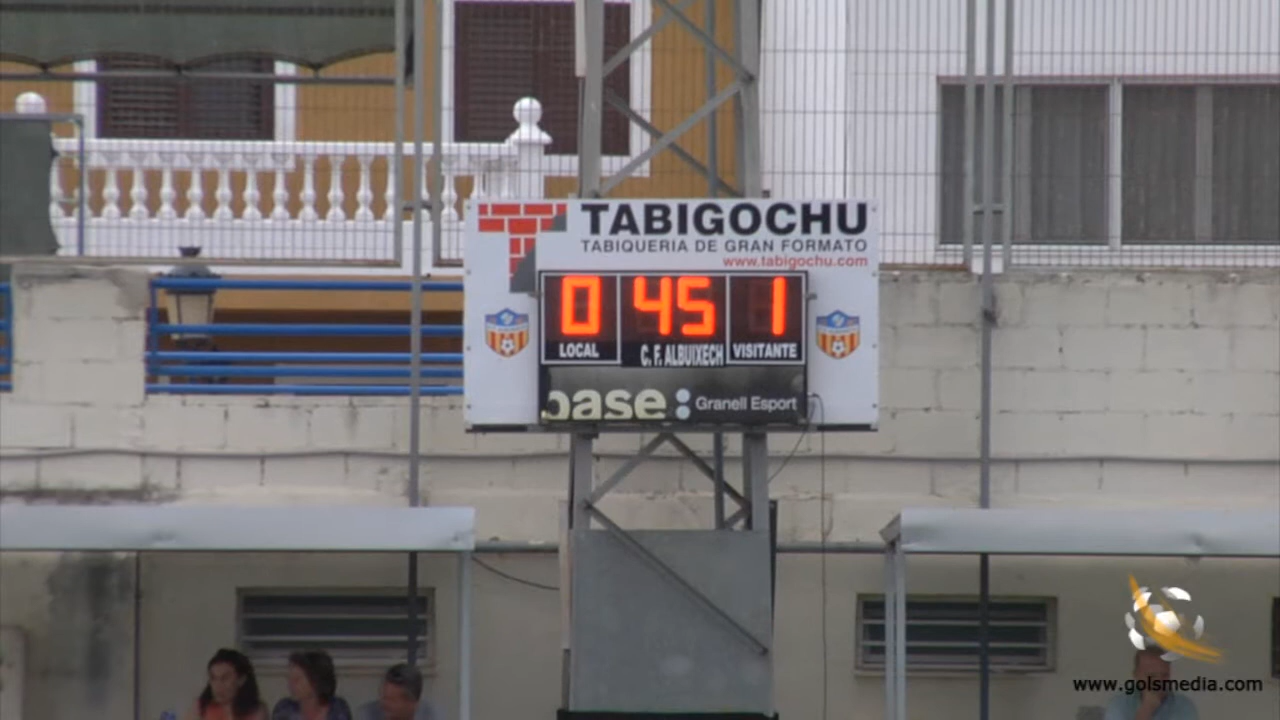 TABIGOCHU
TABIQUERIA DE GRAN FORMATO
www.tabigochu.com
0 45 1
LOCAL C. F. ALBUIXECH VISITANTE
base: Granell Esport
www.golsmedia.com